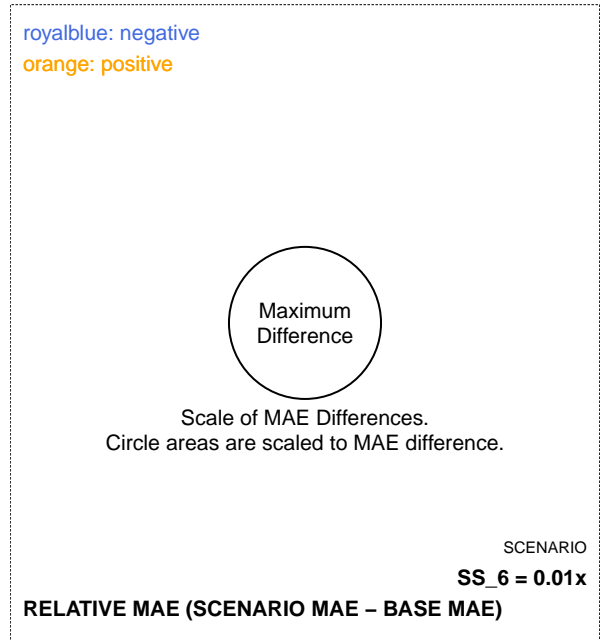 royalblue: negative
orange: positive
Maximum
Difference
Scale of MAE Differences.
Circle areas are scaled to MAE difference.
SCENARIO
SS_6 = 0.01x
RELATIVE MAE (SCENARIO MAE – BASE MAE)